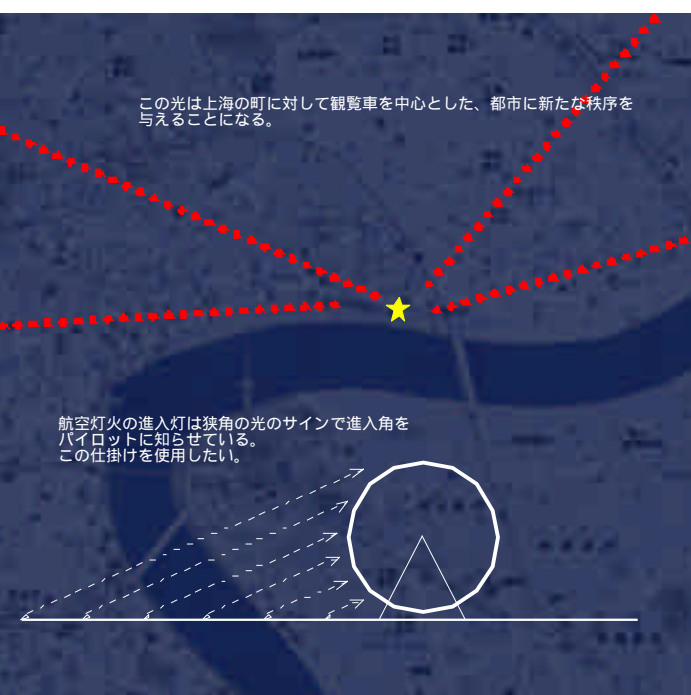 この光は上海の町に対して観覧車を中心とした、都市に新たな秩序を
与えることになる。
航空灯火の進入灯は狭角の光のサインで進入角を
パイロットに知らせている。
この仕掛けを使用したい。